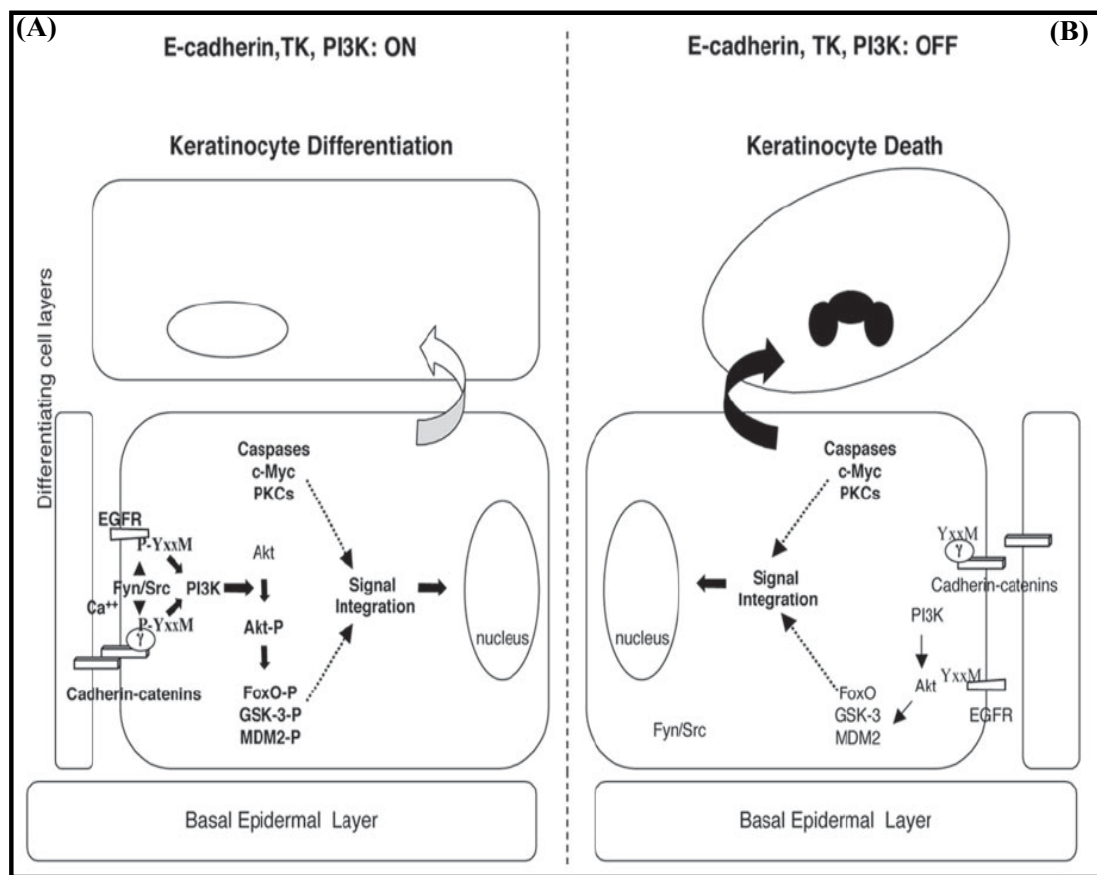 (A)
E-cadherin,TK, PI3K: ON
Keratinocyte Differentiation
Differentiating cell layers
Caspases
c-Myc
PKCs
EGFR
P-YxxM
Akt
Fyn/Src
PI3K
Ca++
P-YxxM
γ
Signal
Integration
nucleus
Akt-P
Cadherin-catenins
FoxO-P
GSK-3-P
MDM2-P
Basal Epidermal Layer
(B)
E-cadherin, TK, PI3K: OFF
Keratinocyte Death
Caspases
c-Myc
PKCs
YxxM
γ
Cadherin-catenins
Signal
Integration
nucleus
PI3K
Akt
YxxM
EGFR
FoxO
GSK-3
MDM2
Fyn/Src
Basal Epidermal Layer